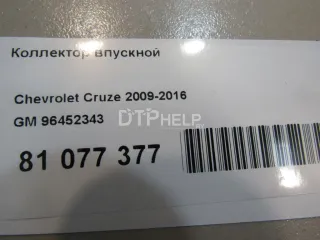 Коллектор впускной
Chevrolet Cruze 2009-2016
DTPHELP
GM 96452343
81 077 377